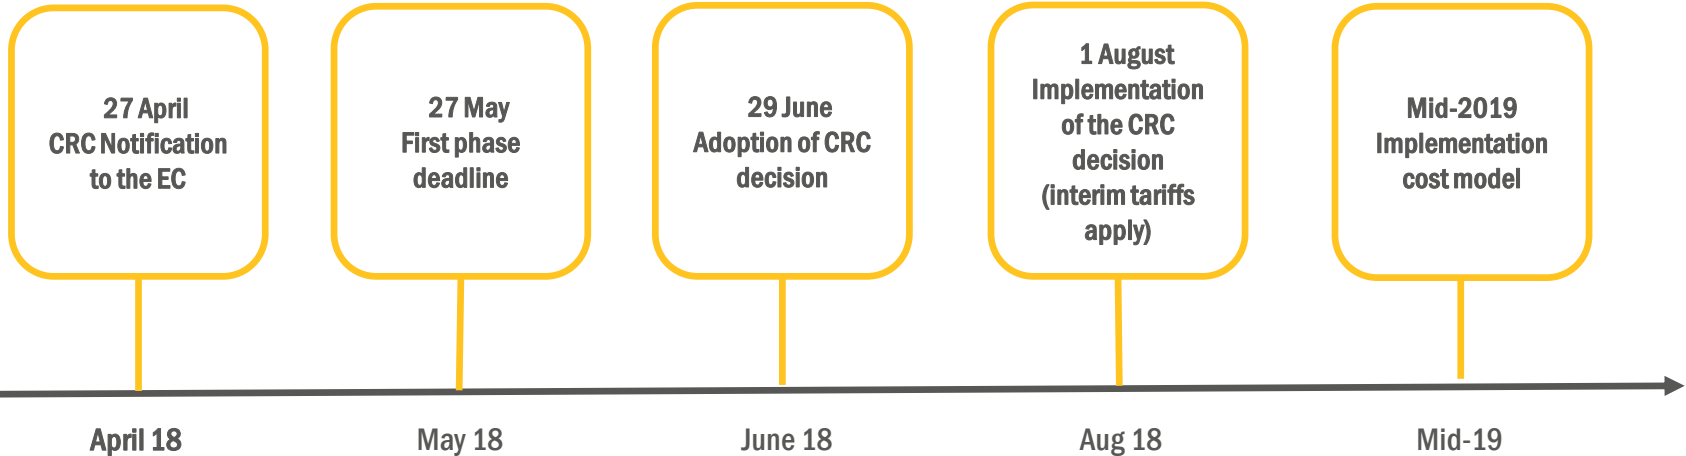 27 April
CRC Notification
to the EC
27 May
First phase
deadline
29 June
Adoption of CRC
decision
1 August
Implementation
of the CRC
decision
(interim tariffs
apply)
Mid-2019
Implementation
cost model
April 18
May 18
June 18
Aug 18
Mid-19